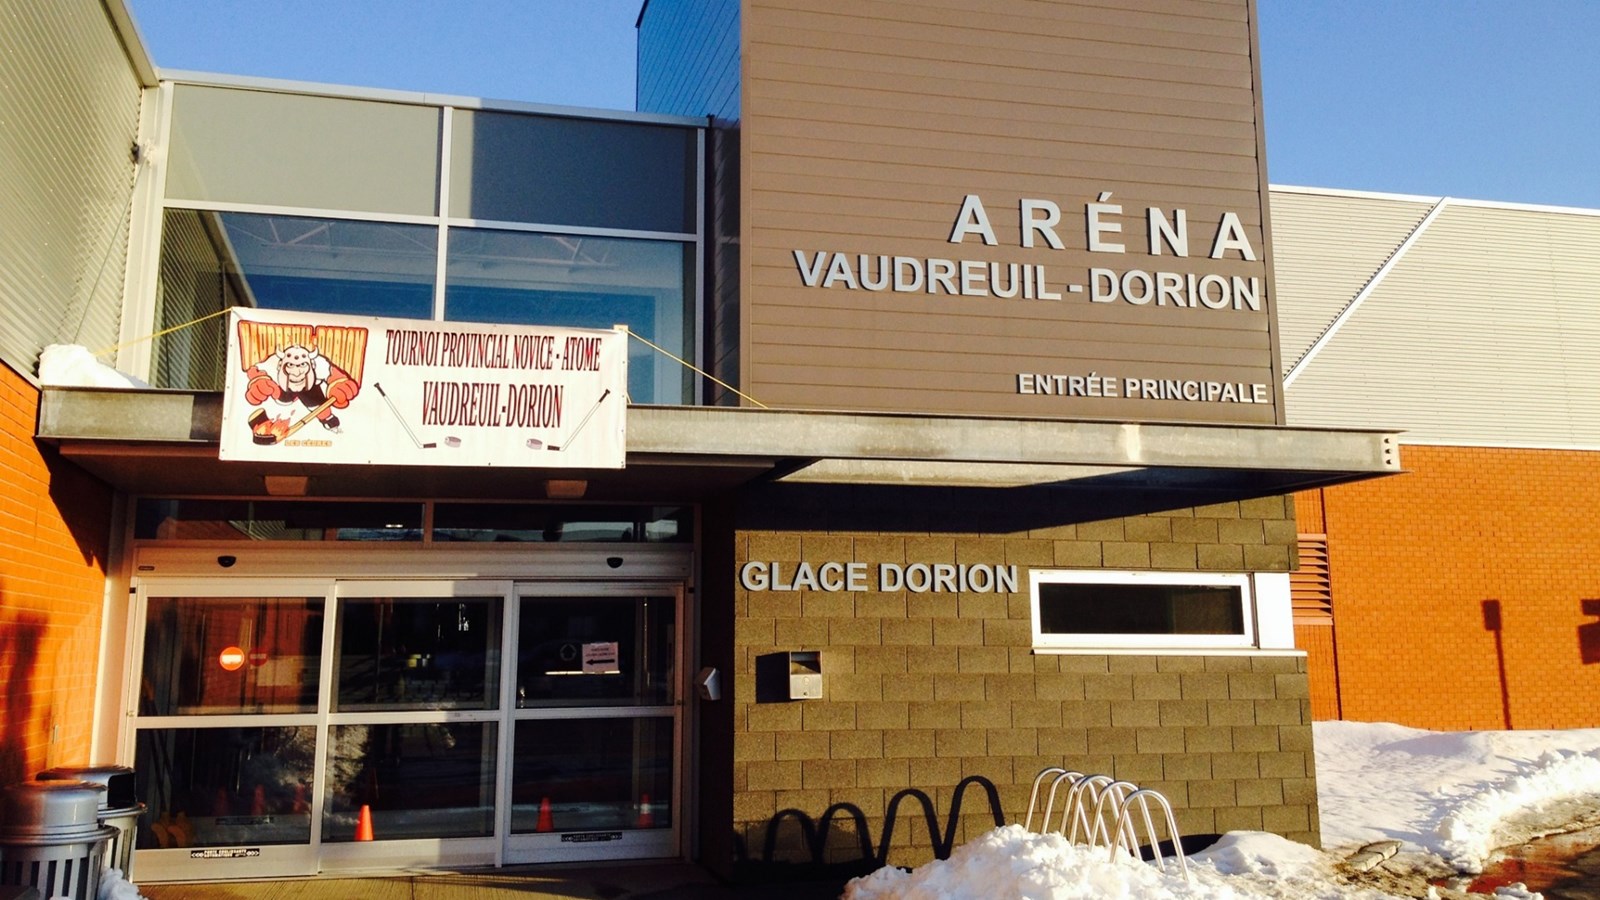 ARÉNA
VAUDREUIL-DORION
ENTRÉE PRINCIPALE
VAUDREUIL-DORION
TOURNOI PROVINCIAL NOVICE - ATOME
VAUDREUIL-DORION
GLACE DORION